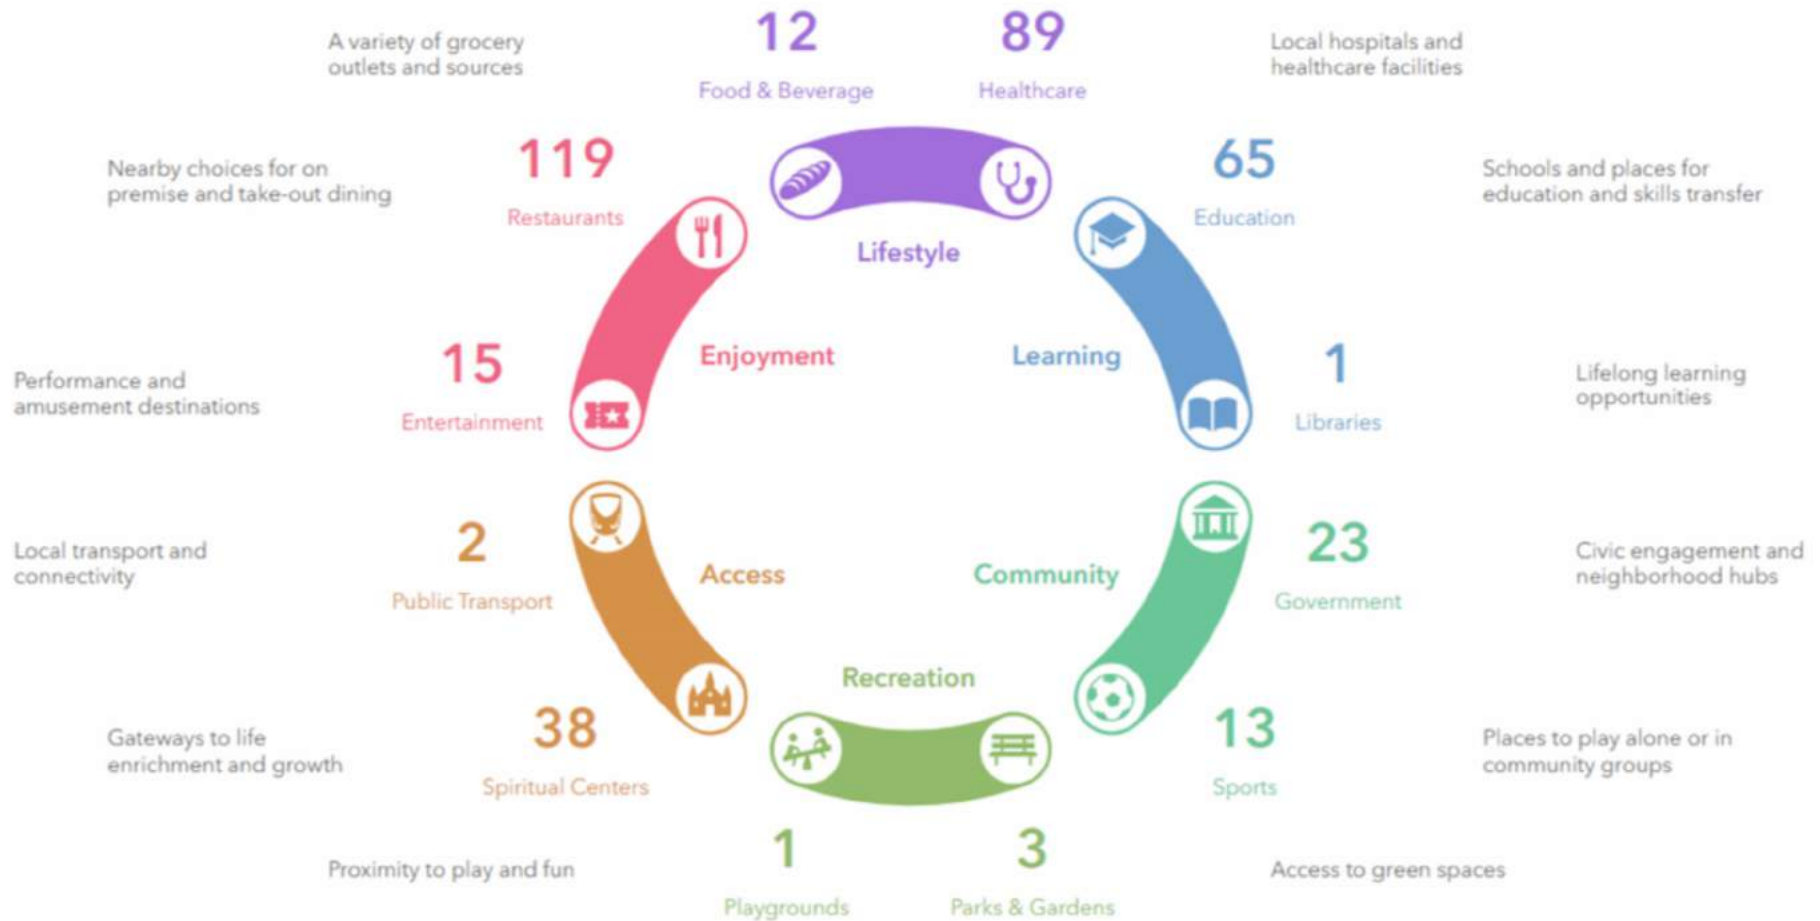 12
89
A variety of grocery
outlets and sources
Food & Beverage
Healthcare
Local hospitals and
healthcare facilities
Nearby choices for on
premise and take-out dining
119
Restaurants
Lifestyle
65
Education
Schools and places for
education and skills transfer
Performance and
amusement destinations
15
Entertainment
Enjoyment
Learning
1
Libraries
Lifelong learning
opportunities
Local transport and
connectivity
2
Public Transport
Access
Community
23
Government
Civic engagement and
neighborhood hubs
Gateways to life
enrichment and growth
38
Spiritual Centers
Recreation
13
Sports
Places to play alone or in
community groups
Proximity to play and fun
1
Playgrounds
3
Parks & Gardens
Access to green spaces